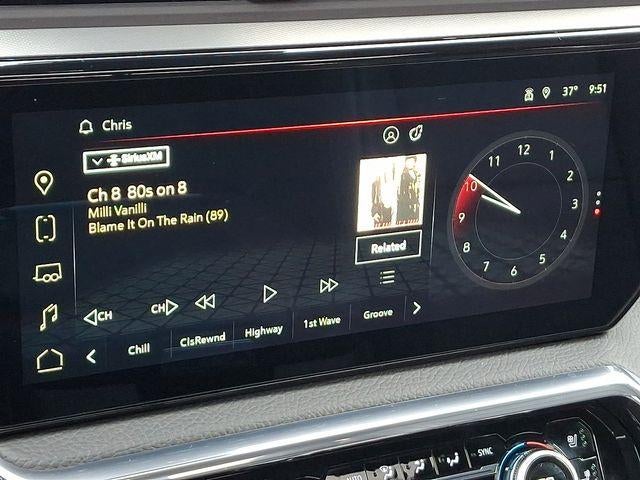 37° 9:51
Chris
SiriusXM
Ch 8 80s on 8
Milli Vanilli
Blame It On The Rain (89)
Related
12
11 1
10 2
9 3
8 4
7 5
6
CH CH
Chill ClsRewnd Highway 1st Wave Groove
AUTO SYNC